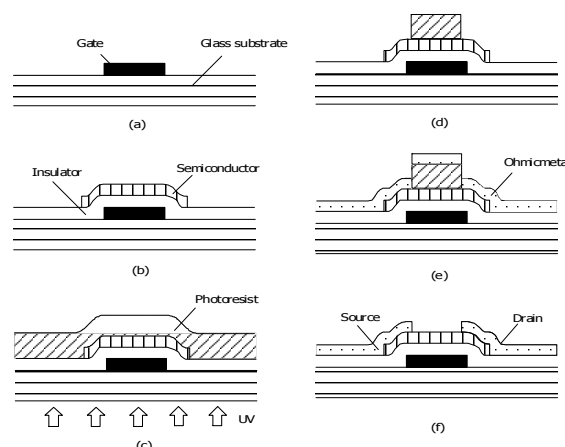 Gate
Glass substrate
(a)
Insulator
Semiconductor
(b)
Photoresist
UV
(c)
(d)
Ohmicmeta
(e)
Source
Drain
(f)